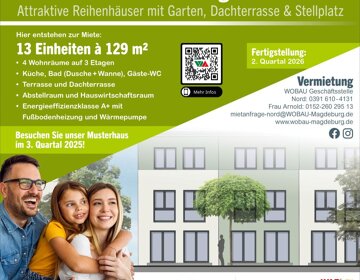 Attraktive Reihenhäuser mit Garten, Dachterrasse & Stellplatz
Hier entstehen zur Miete:
13 Einheiten à 129 m²
• 4 Wohnräume auf 3 Etagen
• Küche, Bad (Dusche + Wanne), Gäste-WC
• Terrasse und Dachterrasse
• Abstellraum und Hauswirtschaftsraum
• Energieeffizienzklasse A+ mit
Fußbodenheizung und Wärmepumpe
Besuchen Sie unser Musterhaus
im 3. Quartal 2025!
Mehr Infos
Fertigstellung:
2. Quartal 2026
Vermietung
WOBAU Geschäftsstelle
Nord: 0391 610-4131
Frau Arnold: 0152-260 295 13
mietanfrage-nord@WOBAU-Magdeburg.de
www.wobau-magdeburg.de